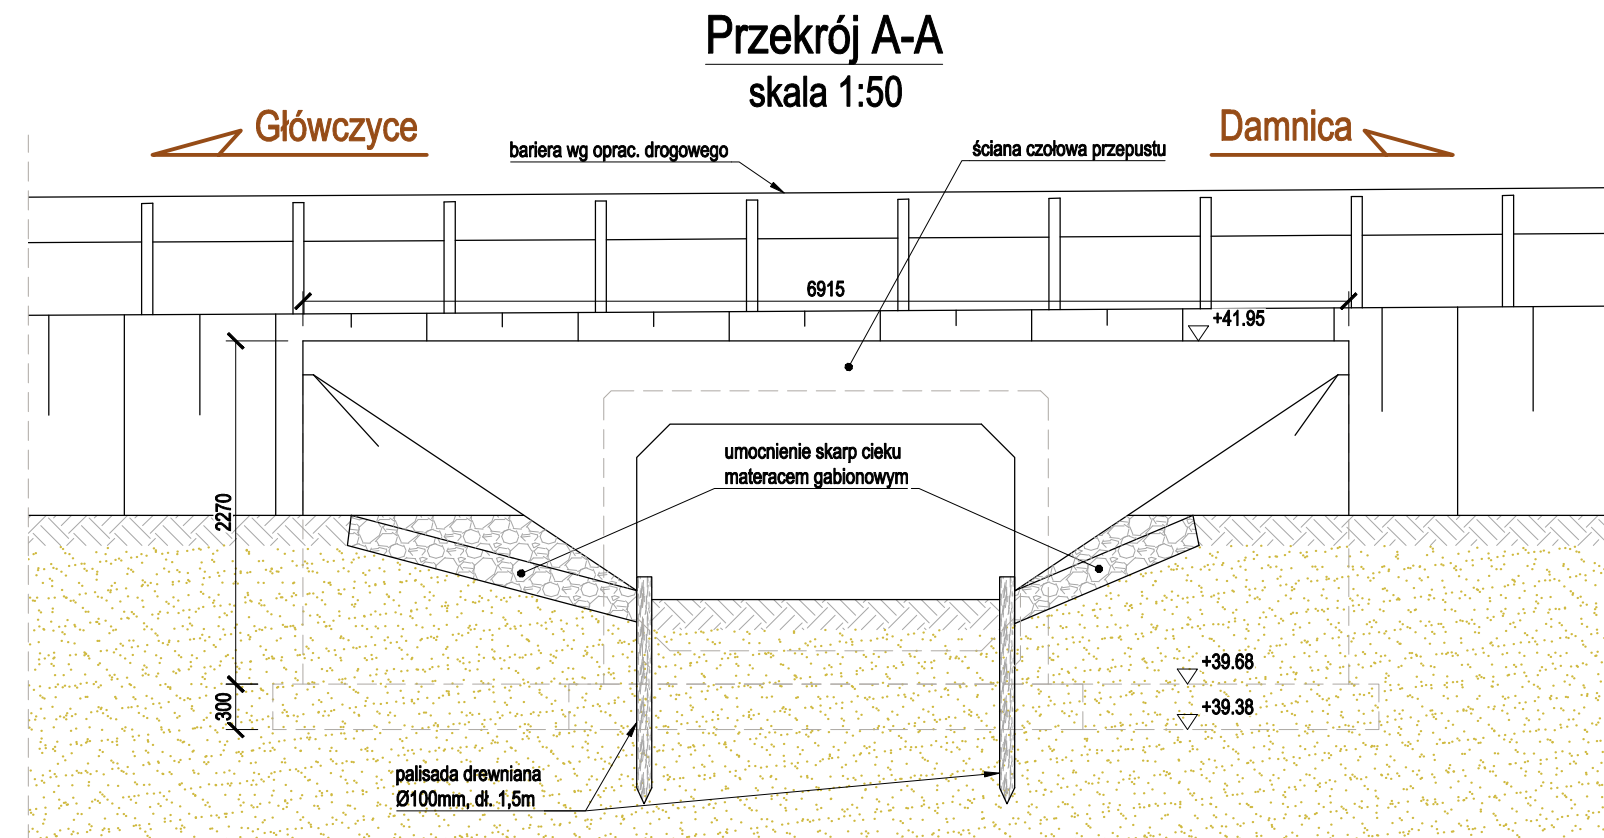 Przekrój A-A
skala 1:50
Główczyce
Damnica
bariera wg oprac. drogowego
ściana czołowa przepustu
6915
+41.95
umocnienie skarp cieku
materacem gabionowym
2270
300
+39.68
+39.38
palisada drewniana
Ø100mm, dł. 1,5m